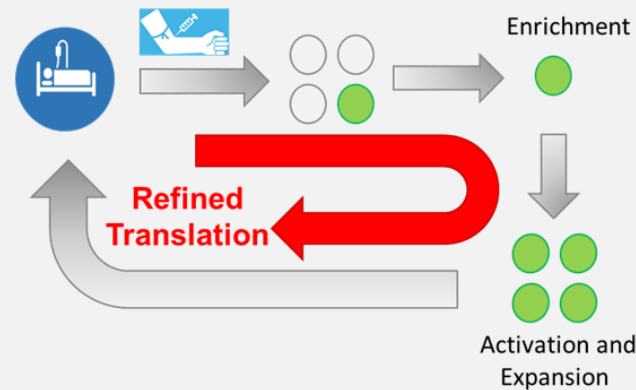 Enrichment
Refined
Translation
Activation and
Expansion